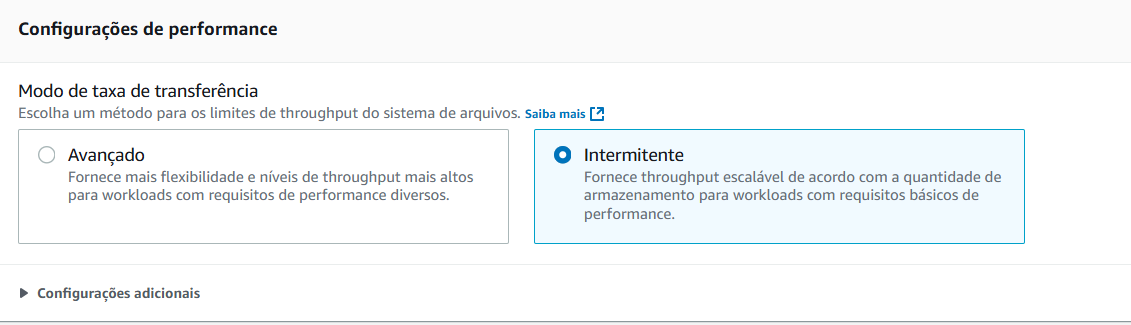 Configurações de performance
Modo de taxa de transferência
Escolha um método para os limites de throughput do sistema de arquivos. Saiba mais
Avançado
Fornece mais flexibilidade e níveis de throughput mais altos
para workloads com requisitos de performance diversos.
Intermitente
Fornece throughput escalável de acordo com a quantidade de
armazenamento para workloads com requisitos básicos de
performance.
Configurações adicionais